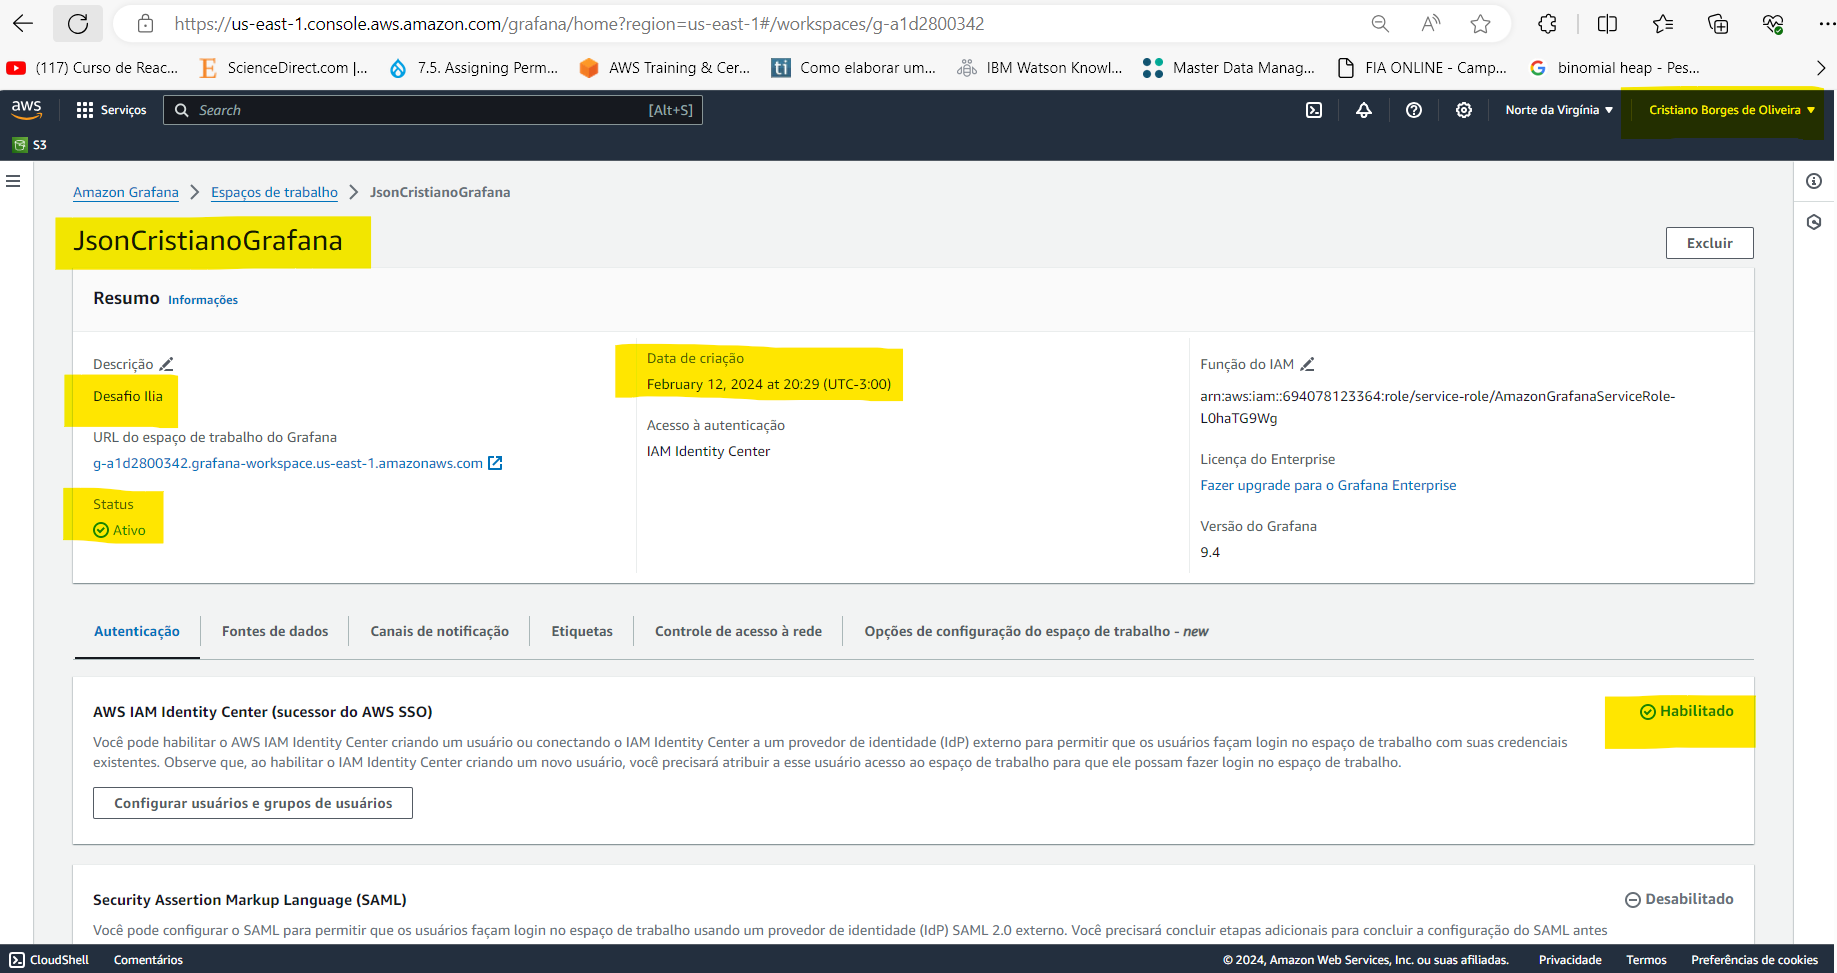 https://us-east-1.console.aws.amazon.com/grafana/home?region=us-east-1#/workspaces/g-a1d2800342
(117) Curso de Reac...
ScienceDirect.com |...
7.5. Assigning Perm...
AWS Training & Cer...
Como elaborar um...
IBM Watson Knowl...
Master Data Manag...
FIA ONLINE - Camp...
binomial heap - Pes...
aws
Serviços
Search
[Alt+S]
Norte da Virgínia
Cristiano Borges de Oliveira
S3
Amazon Grafana
Espaços de trabalho
JsonCristianoGrafana
JsonCristianoGrafana
Excluir
Resumo Informações
Descrição
Desafio Ilia
URL do espaço de trabalho do Grafana
g-a1d2800342.grafana-workspace.us-east-1.amazonaws.com
Status
Ativo
Data de criação
February 12, 2024 at 20:29 (UTC-3:00)
Acesso à autenticação
IAM Identity Center
Função do IAM
arn:aws:iam::694078123364:role/service-role/AmazonGrafanaServiceRole-
L0haTG9Wg
Licença do Enterprise
Fazer upgrade para o Grafana Enterprise
Versão do Grafana
9.4
Autenticação
Fontes de dados
Canais de notificação
Etiquetas
Controle de acesso à rede
Opções de configuração do espaço de trabalho - new
AWS IAM Identity Center (sucessor do AWS SSO)
Habilitado
Você pode habilitar o AWS IAM Identity Center criando um usuário ou conectando o IAM Identity Center a um provedor de identidade (IdP) externo para permitir que os usuários façam login no espaço de trabalho com suas credenciais
existentes. Observe que, ao habilitar o IAM Identity Center criando um novo usuário, você precisará atribuir a esse usuário acesso ao espaço de trabalho para que ele possam fazer login no espaço de trabalho.
Configurar usuários e grupos de usuários
Security Assertion Markup Language (SAML)
Desabilitado
Você pode configurar o SAML para permitir que os usuários façam login no espaço de trabalho usando um provedor de identidade (IdP) SAML 2.0 externo. Você precisará concluir etapas adicionais para concluir a configuração do SAML antes
CloudShell
Comentários
© 2024, Amazon Web Services, Inc. ou suas afiliadas.
Privacidade
Termos
Preferências de cookies